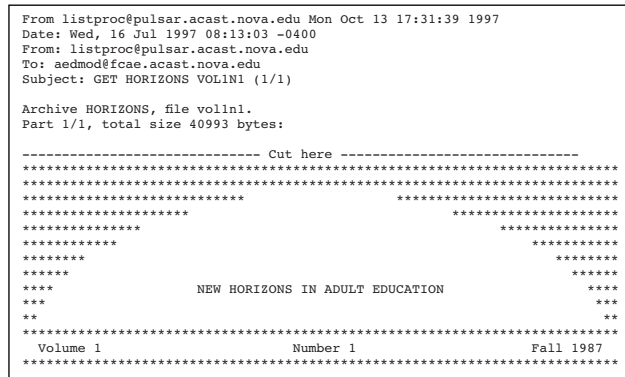 From listproc@pulsar.acast.nova.edu Mon Oct 13 17:31:39 1997
Date: Wed, 16 Jul 1997 08:13:03 -0400
From: listproc@pulsar.acast.nova.edu
To: aedmod@fcae.acast.nova.edu
Subject: GET HORIZONS VOL1N1 (1/1)

Archive HORIZONS, file vol1n1.
Part 1/1, total size 40993 bytes:

------------------------------ Cut here ------------------------------
***************************************************************************
***************************************************************************
****************************                   ****************************
*********************                                 *********************
***************                                             ***************
************                                                    ***********
********                                                           ********
******                                                               ******
****                 NEW HORIZONS IN ADULT EDUCATION                   ****
***                                                                     ***
**                                                                       **
***************************************************************************
  Volume 1                        Number 1                       Fall 1987
***************************************************************************